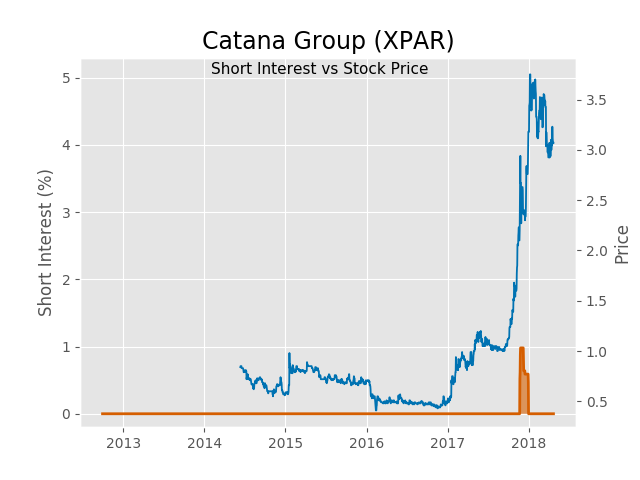 Catana Group (XPAR)
Short Interest vs Stock Price
Short Interest (%)
5
4
3
2
1
0
3.5
3.0
2.5
2.0
1.5
1.0
0.5
Price
2013 2014 2015 2016 2017 2018